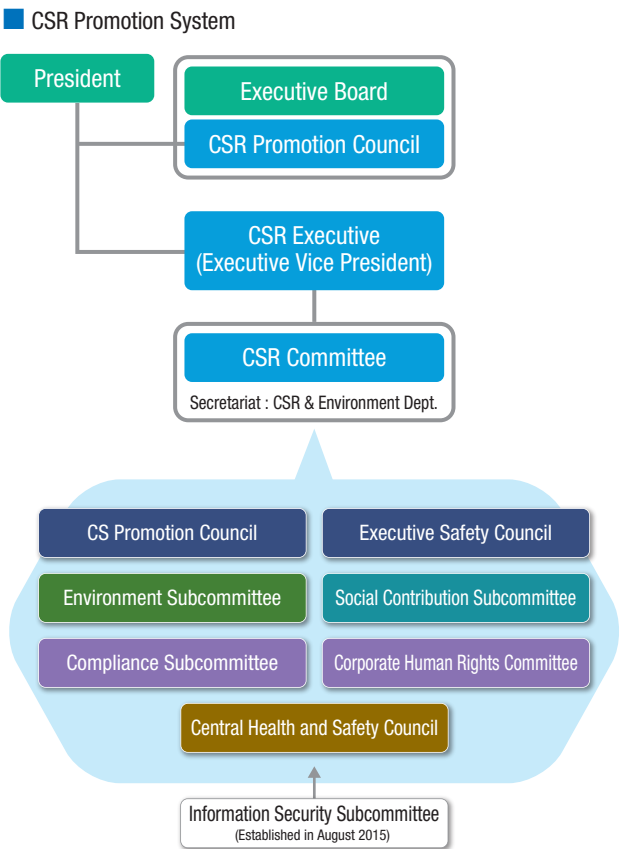 CSR Promotion System
President
Executive Board
CSR Promotion Council
CSR Executive
(Executive Vice President)
CSR Committee
Secretariat : CSR & Environment Dept.
CS Promotion Council
Executive Safety Council
Environment Subcommittee
Social Contribution Subcommittee
Compliance Subcommittee
Corporate Human Rights Committee
Central Health and Safety Council
Information Security Subcommittee
(Established in August 2015)